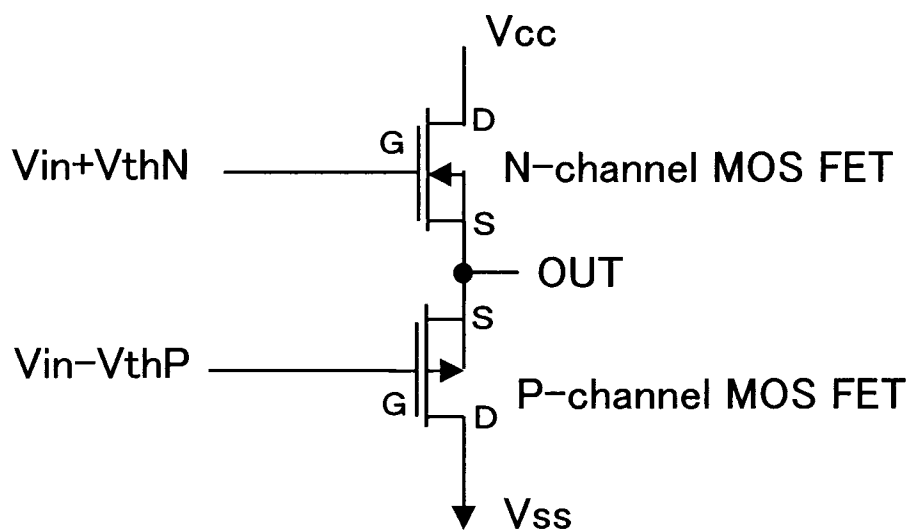 Vcc
D
G
Vin+VthN
N-channel MOS FET
S
OUT
S
Vin-VthP
G
P-channel MOS FET
D
Vss